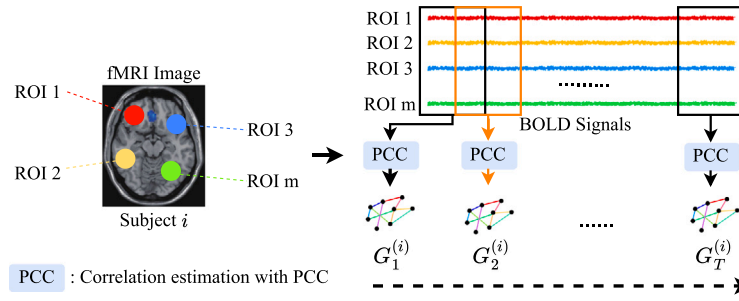 fMRI Image
ROI 1
ROI 3
ROI 2
ROI m
Subject i
ROI 1
ROI 2
ROI 3
........
ROI m
BOLD Signals
PCC
PCC
PCC
G_1^{(i)}
G_2^{(i)}
......
G_T^{(i)}
PCC : Correlation estimation with PCC